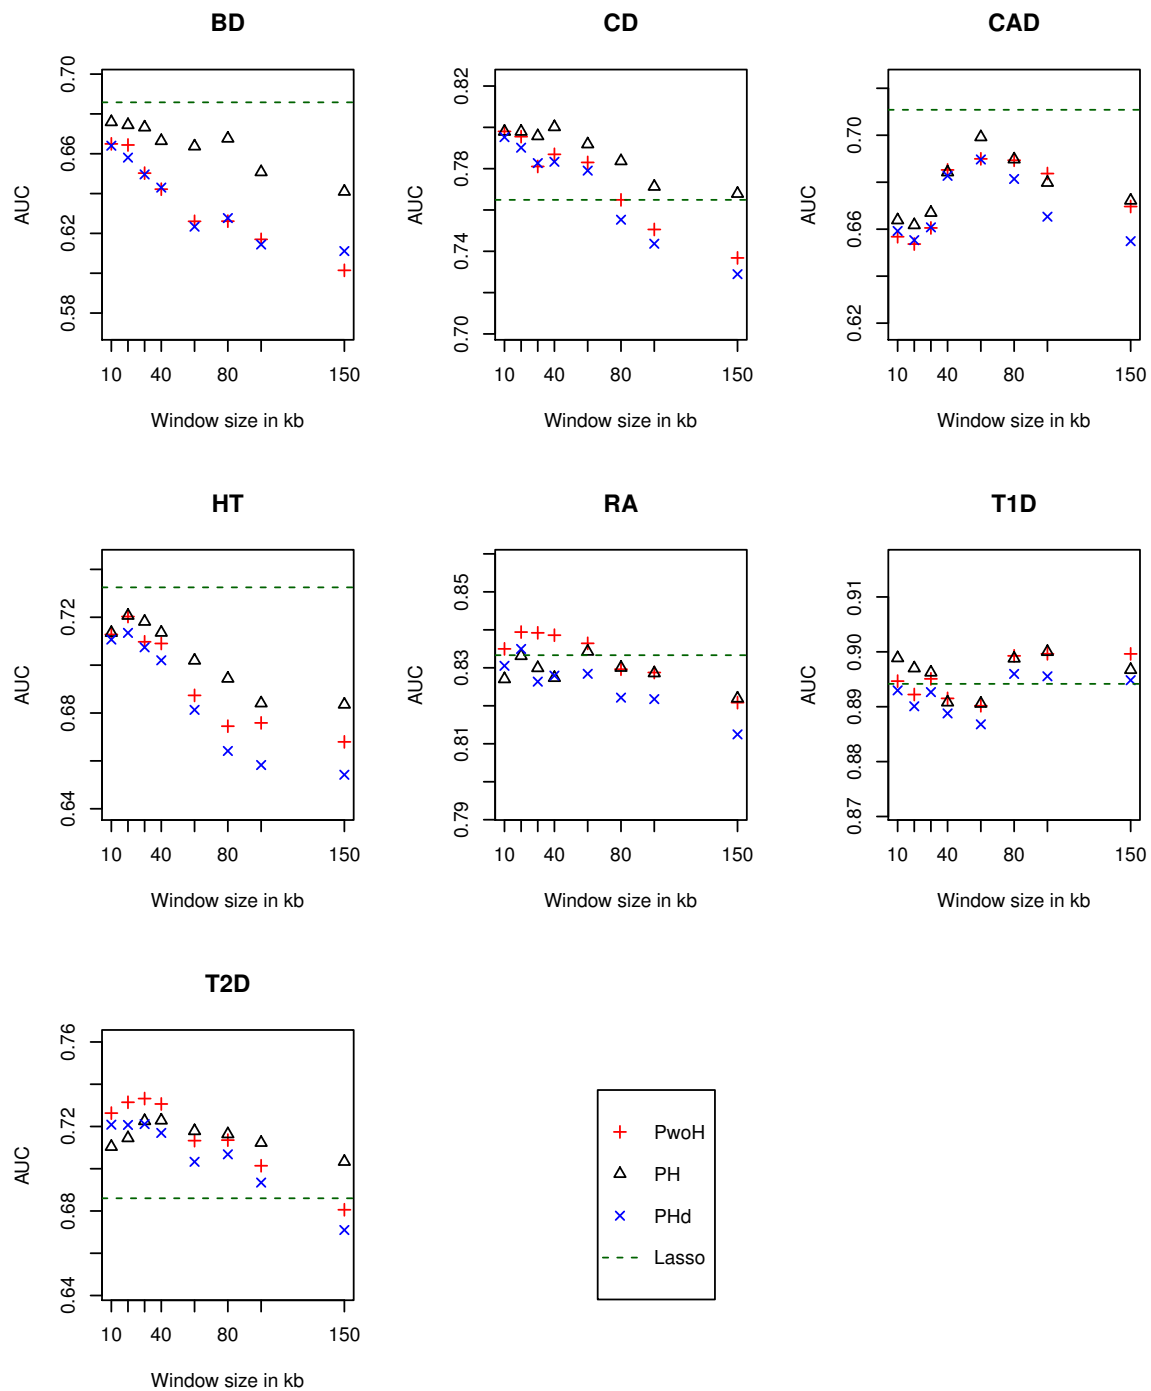 BD
AUC
0.70
0.66
0.62
0.58
10 40 80 150
Window size in kb
CD
AUC
0.82
0.78
0.74
0.70
10 40 80 150
Window size in kb
CAD
AUC
0.70
0.66
0.62
10 40 80 150
Window size in kb
HT
AUC
0.72
0.68
0.64
10 40 80 150
Window size in kb
RA
AUC
0.85
0.83
0.81
0.79
10 40 80 150
Window size in kb
T1D
AUC
0.91
0.90
0.89
0.88
0.87
10 40 80 150
Window size in kb
T2D
AUC
0.76
0.72
0.68
0.64
10 40 80 150
Window size in kb
PwoH
PH
PHd
Lasso